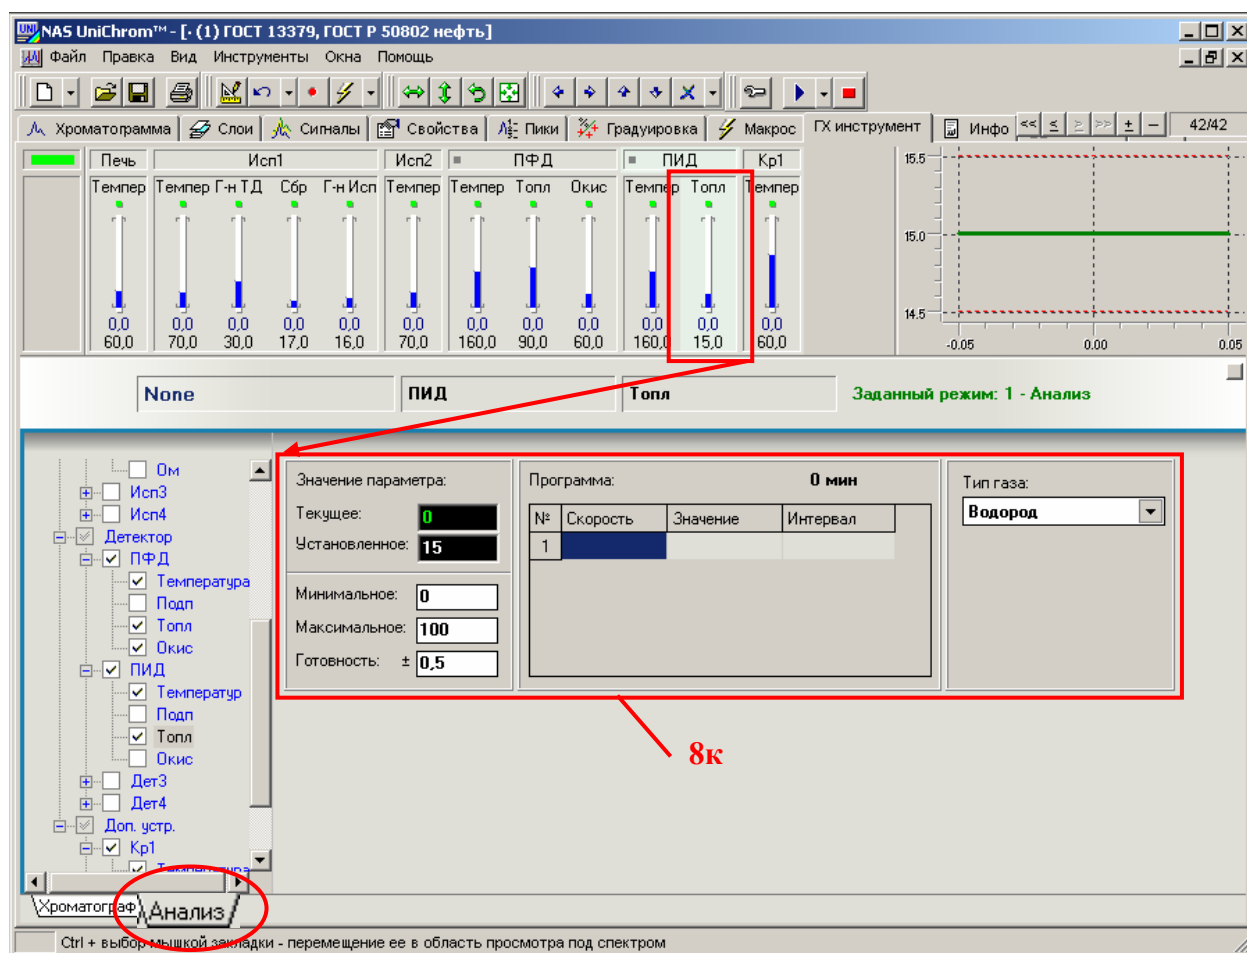 UNI NAS UniChrom™ - [· (1) ГОСТ 13379, ГОСТ Р 50802 нефть]
Файл Правка Вид Инструменты Окна Помощь
Хроматограмма Слои Сигналы Свойства Пики Градуировка Макрос ГХ инструмент Инфо << ≤ ≥ >> ± − 42/42
Печь Исп1 Исп2 ПФД ПИД Кр1
Темпер Темпер Г-н ТД Сбр Г-н Исп Темпер Темпер Топл Окис Темпер Топл Темпер
0,0 0,0 0,0 0,0 0,0 0,0 0,0 0,0 0,0 0,0 0,0 0,0
60,0 70,0 30,0 17,0 16,0 70,0 160,0 90,0 60,0 160,0 15,0 60,0
15.5
15.0
14.5
-0.05 0.00 0.05
None ПИД Топл Заданный режим: 1 - Анализ
Ом
Исп3
Исп4
Детектор
ПФД
Температура
Подп
Топл
Окис
ПИД
Температур
Подп
Топл
Окис
Дет3
Дет4
Доп. устр.
Кр1
Температура
Значение параметра:
Текущее: 0
Установленное: 15
Минимальное: 0
Максимальное: 100
Готовность: ± 0,5
Программа: 0 мин
№ Скорость Значение Интервал
1
Тип газа:
Водород
8к
Хроматограф Анализ
Ctrl + выбор мышкой закладки - перемещение ее в область просмотра под спектром